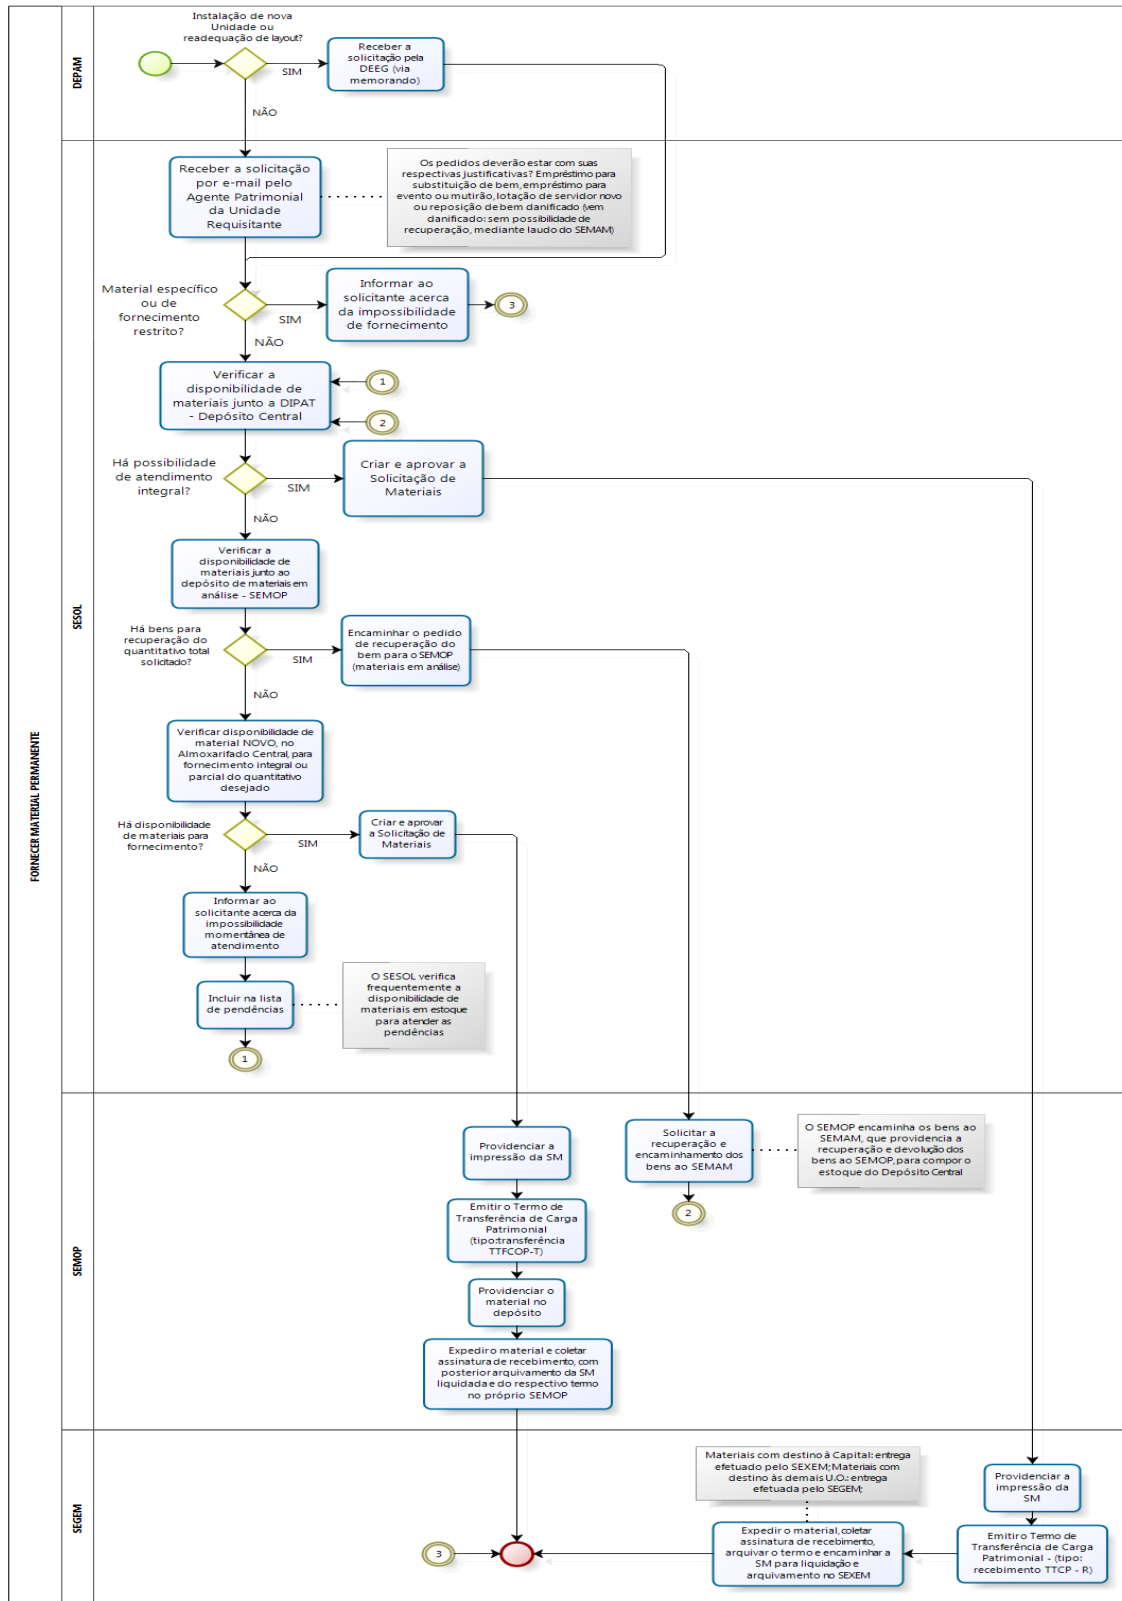 FORNECER MATERIAL PERMANENTE
DEPAM
Instalação de nova
Unidade ou
readequação de layout?
SIM
Receber a
solicitação pela
DEEG (via
memorando)
NÃO
SESOL
Receber a solicitação
por e-mail pelo
Agente Patrimonial
da Unidade
Requisitante
Os pedidos deverão estar com suas
respectivas justificativas? Empréstimo para
substituição de bem, empréstimo para
evento ou mutirão, lotação de servidor novo
ou reposição de bem danificado (vem
danificado: sem possibilidade de
recuperação, mediante laudo do SEMAM)
Material específico
ou de
fornecimento
restrito?
SIM
Informar ao
solicitante acerca
da impossibilidade
de fornecimento
3
NÃO
Verificar a
disponibilidade de
materiais junto a DIPAT
- Depósito Central
1
2
Há possibilidade
de atendimento
integral?
SIM
Criar e aprovar a
Solicitação de
Materiais
NÃO
Verificar a
disponibilidade de
materiais junto ao
depósito de materiais em
análise - SEMOP
Há bens para
recuperação do
quantitativo total
solicitado?
SIM
Encaminhar o pedido
de recuperação do
bem para o SEMOP
(materiais em análise)
NÃO
Verificar disponibilidade de
material NOVO, no
Almoxarifado Central, para
fornecimento integral ou
parcial do quantitativo
desejado
Há disponibilidade
de materiais para
fornecimento?
SIM
Criar e aprovar
a Solicitação de
Materiais
NÃO
Informar ao
solicitante acerca da
impossibilidade
momentânea de
atendimento
Incluir na lista
de pendências
O SESOL verifica
frequentemente a
disponibilidade de
materiais em estoque
para atender as
pendências
1
SEMOP
Providenciar a
impressão da SM
Solicitar a
recuperação e
encaminhamento dos
bens ao SEMAM
O SEMOP encaminha os bens ao
SEMAM, que providencia a
recuperação e devolução dos
bens ao SEMOP, para compor o
estoque do Depósito Central
2
Emitir o Termo de
Transferência de Carga
Patrimonial
(tipo:transferência
TTFCOP-T)
Providenciar o
material no
depósito
Expedir o material e coletar
assinatura de recebimento, com
posterior arquivamento da SM
liquidada e do respectivo termo
no próprio SEMOP
SEGEM
Materiais com destino à Capital: entrega
efetuado pelo SEXEM; Materiais com
destino às demais U.O.: entrega
efetuada pelo SEGEM;
Providenciar a
impressão da
SM
3
Expedir o material, coletar
assinatura de recebimento,
arquivar o termo e encaminhar a
SM para liquidação e
arquivamento no SEXEM
Emitir o Termo de
Transferência de Carga
Patrimonial - (tipo:
recebimento TTCP - R)